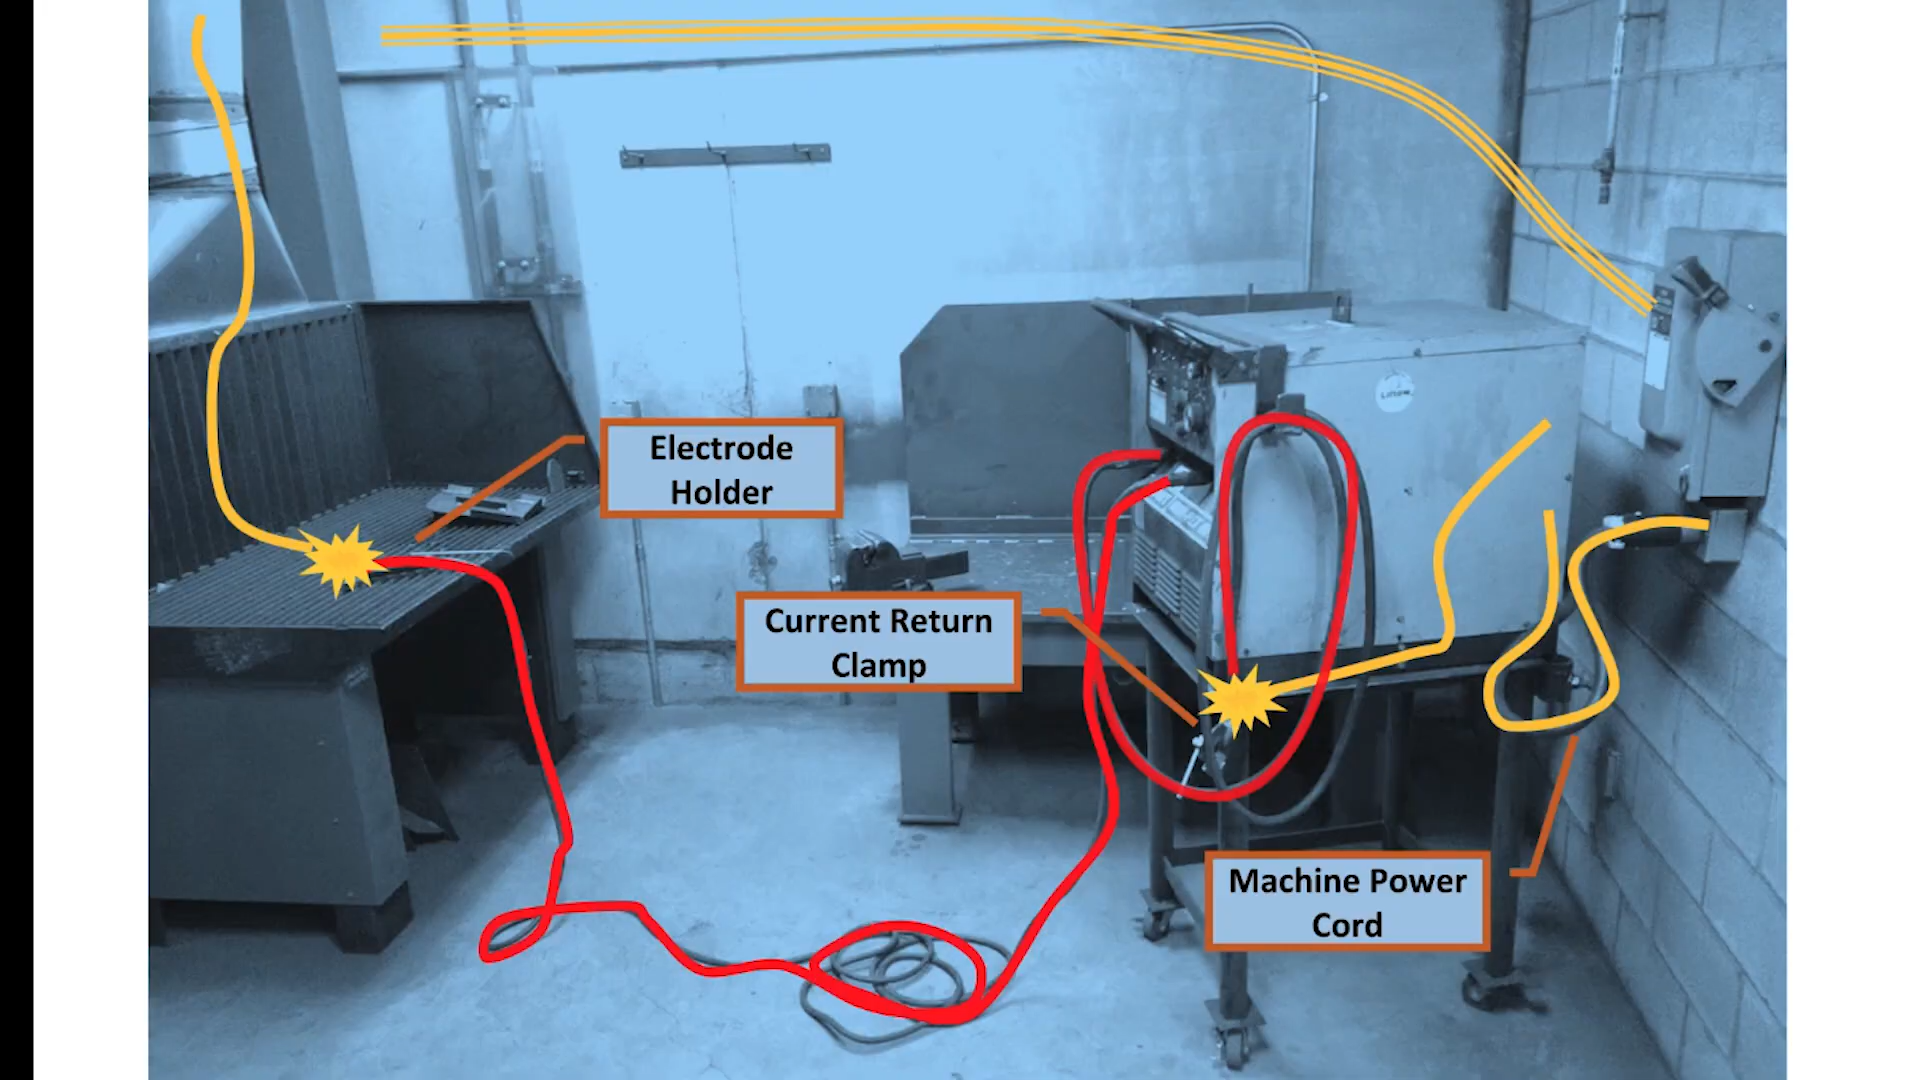 Electrode
Holder
Current Return
Clamp
Machine Power
Cord